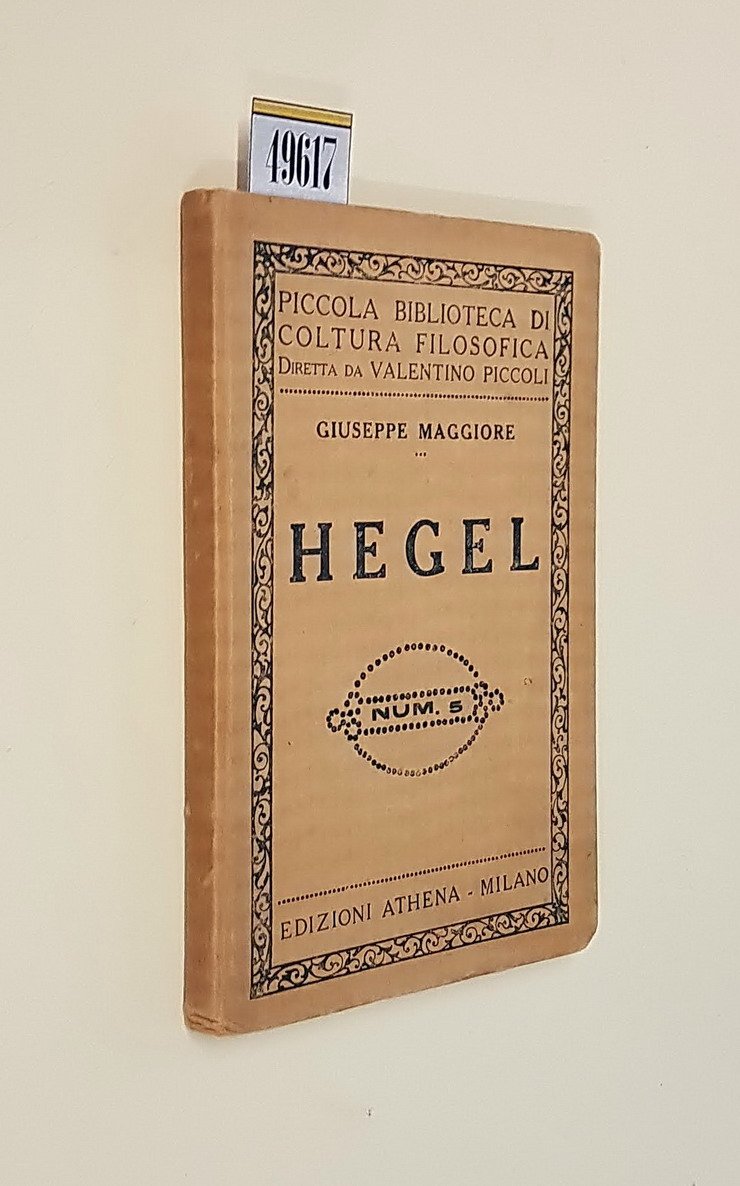 49617
PICCOLA BIBLIOTECA DI
COLTURA FILOSOFICA
DIRETTA DA VALENTINO PICCOLI
GIUSEPPE MAGGIORE
HEGEL
NUM. 5
EDIZIONI ATHENA - MILANO